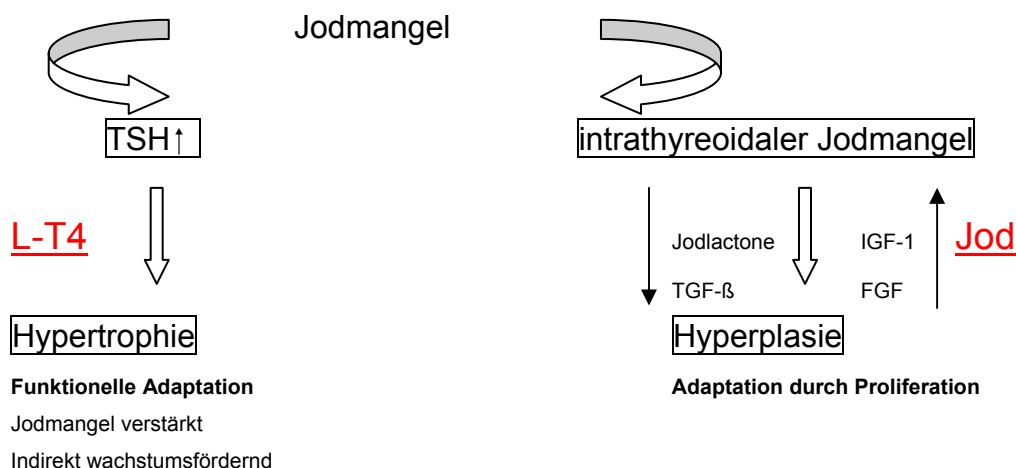 Jodmangel
TSH↑ intrathyreoidaler Jodmangel
L-T4 Jodlactone IGF-1 Jod
TGF-ß FGF
Hypertrophie Hyperplasie
Funktionelle Adaptation Adaptation durch Proliferation
Jodmangel verstärkt
Indirekt wachstumsfördernd